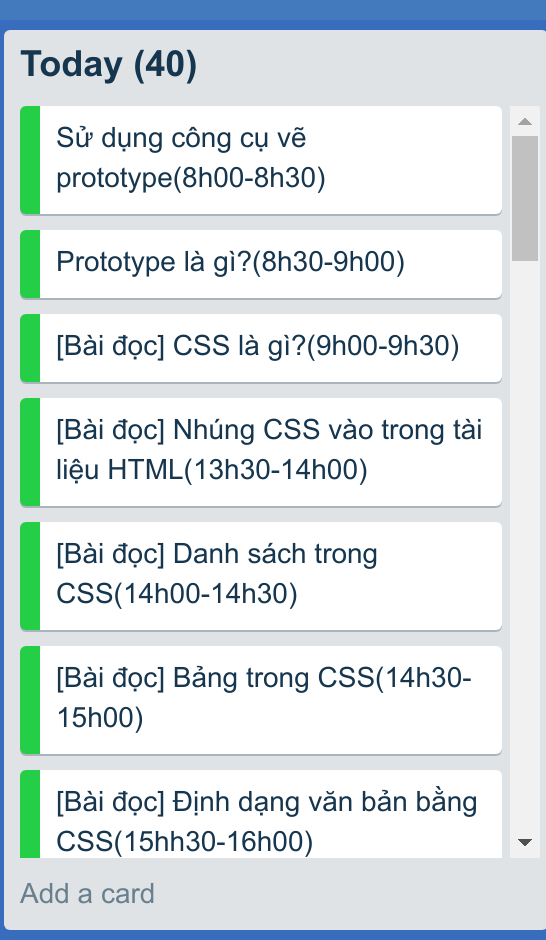 Today (40)
Sử dụng công cụ vẽ
prototype(8h00-8h30)
Prototype là gì?(8h30-9h00)
[Bài đọc] CSS là gì?(9h00-9h30)
[Bài đọc] Nhúng CSS vào trong tài
liệu HTML(13h30-14h00)
[Bài đọc] Danh sách trong
CSS(14h00-14h30)
[Bài đọc] Bảng trong CSS(14h30-
15h00)
[Bài đọc] Định dạng văn bản bằng
CSS(15hh30-16h00)
Add a card